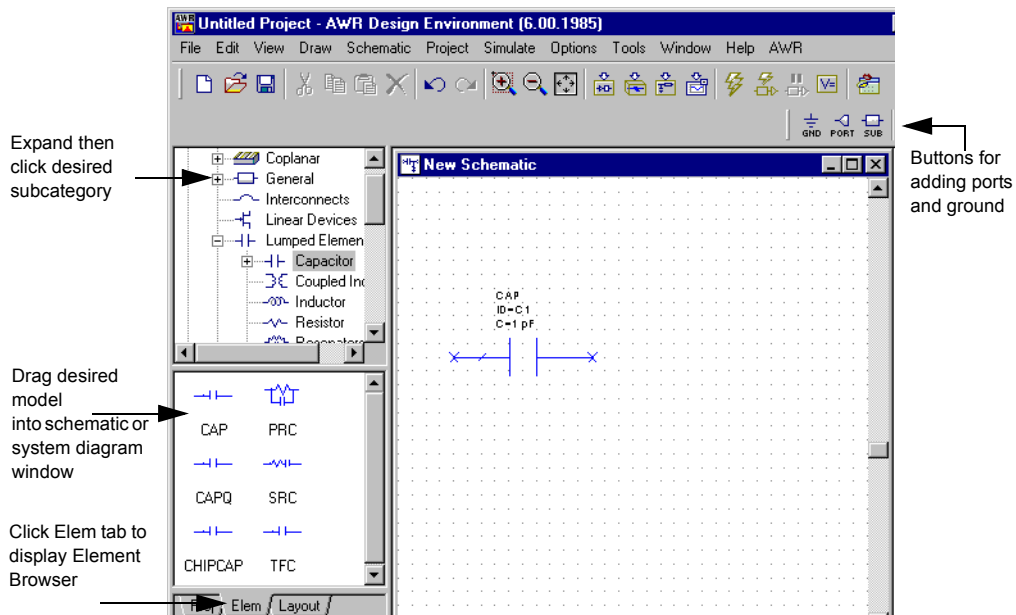 Untitled Project - AWR Design Environment (6.00.1985)
File Edit View Draw Schematic Project Simulate Options Tools Window Help AWR
GND PORT SUB
Expand then
click desired
subcategory
Coplanar
General
Interconnects
Linear Devices
Lumped Elemen
Capacitor
Coupled Ind
Inductor
Resistor
New Schematic
CAP
ID=C1
C=1 pF
Buttons for
adding ports
and ground
Drag desired
model
into schematic or
system diagram
window
CAP PRC
CAPQ SRC
CHIPCAP TFC
Click Elem tab to
display Element
Browser
Elem Layout